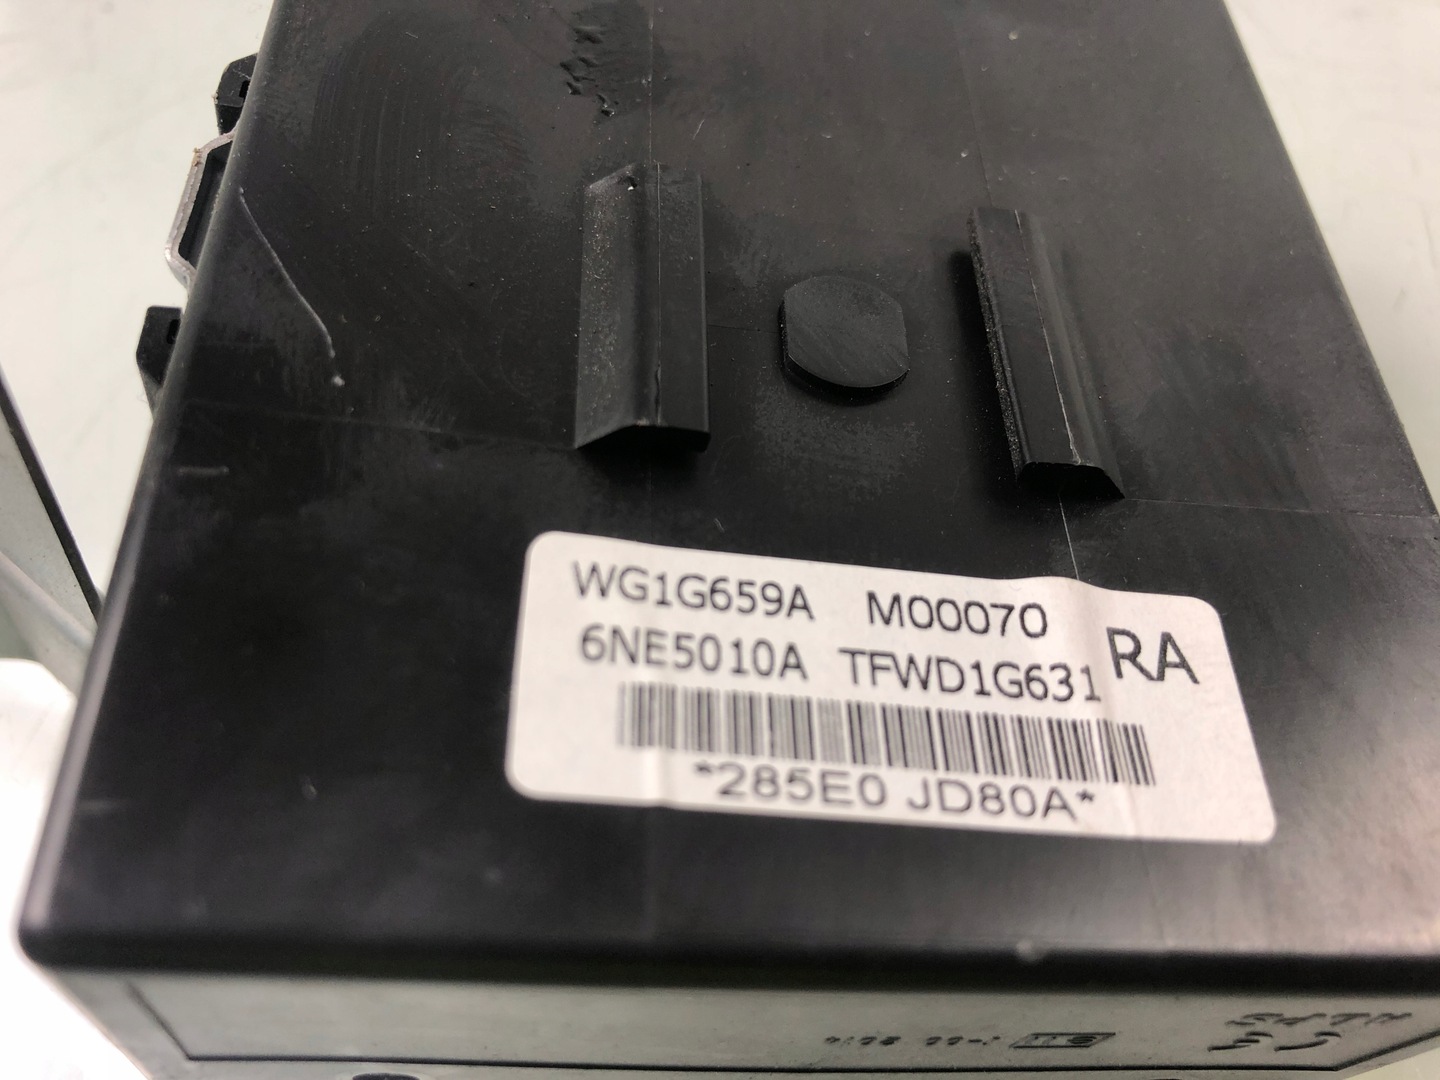 WG1G659A M00070
6NE5010A TFWD1G631 RA
*285E0 JD80A*